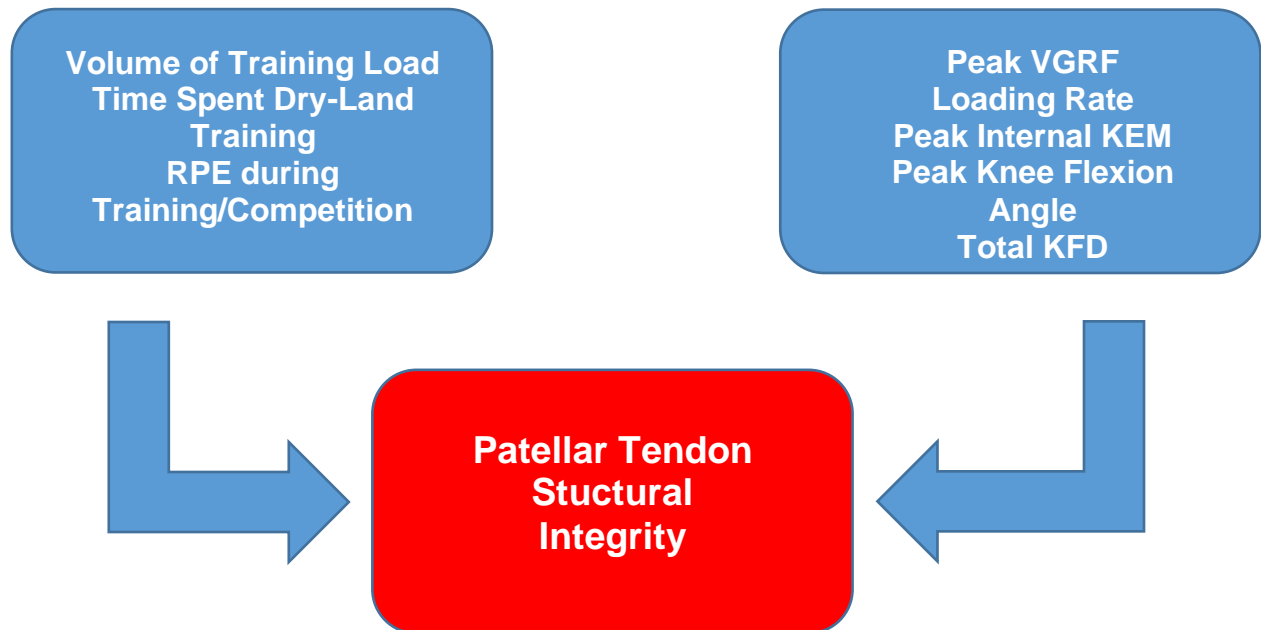 Volume of Training Load
Time Spent Dry-Land
Training
RPE during
Training/Competition
Peak VGRF
Loading Rate
Peak Internal KEM
Peak Knee Flexion
Angle
Total KFD
Patellar Tendon
Stuctural
Integrity